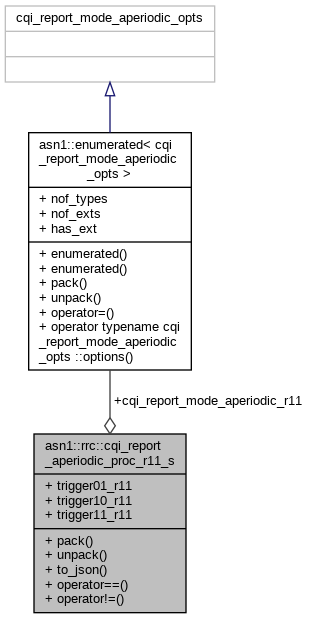 cqi_report_mode_aperiodic_opts
asn1::enumerated< cqi
_report_mode_aperiodic
_opts >
+ nof_types
+ nof_exts
+ has_ext
+ enumerated()
+ enumerated()
+ pack()
+ unpack()
+ operator=()
+ operator typename cqi
_report_mode_aperiodic
_opts ::options()
+cqi_report_mode_aperiodic_r11
asn1::rrc::cqi_report
_aperiodic_proc_r11_s
+ trigger01_r11
+ trigger10_r11
+ trigger11_r11
+ pack()
+ unpack()
+ to_json()
+ operator==()
+ operator!=()